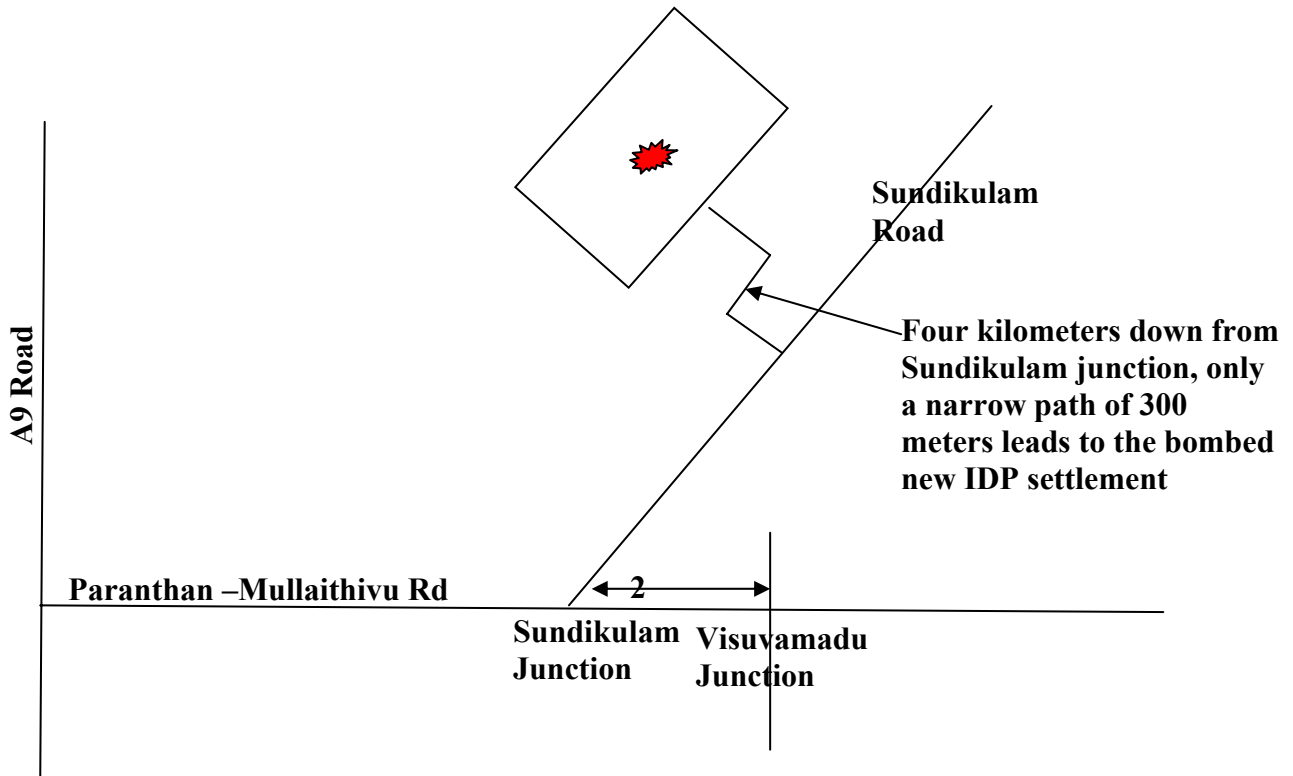 Sundikulam
Road
Four kilometers down from
Sundikulam junction, only
a narrow path of 300
meters leads to the bombed
new IDP settlement
A9 Road
Paranthan –Mullaithivu Rd
2
Sundikulam
Junction
Visuvamadu
Junction